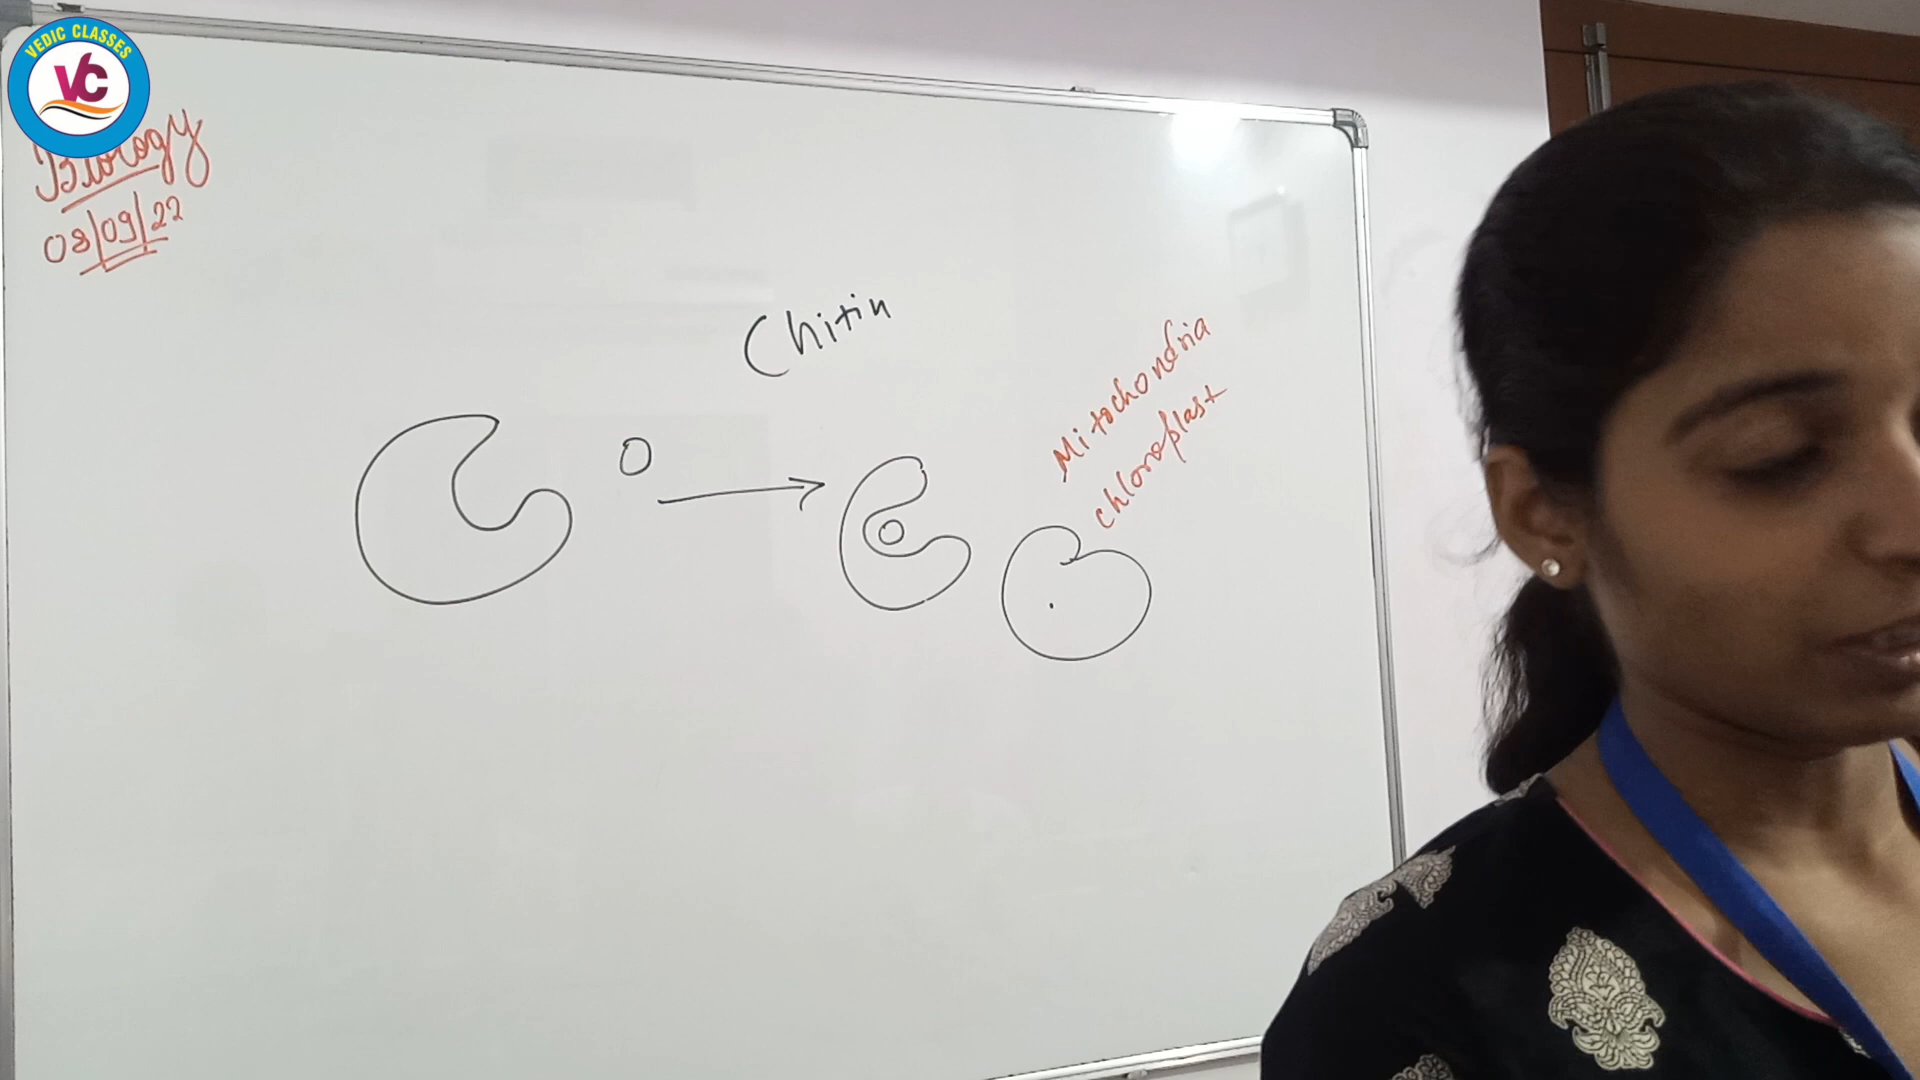 VEDIC CLASSES
VC
Biology
08/09/22
Chitin
Mitochondria
chloroplast